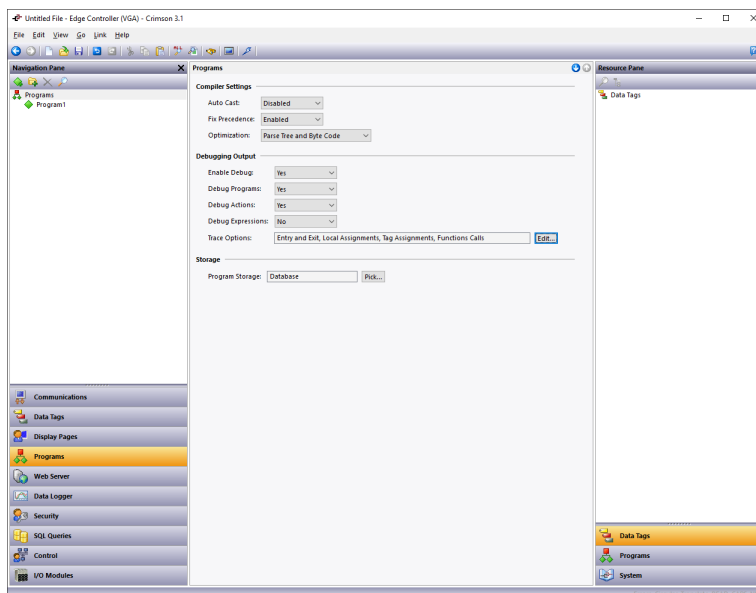 Untitled File - Edge Controller (VGA) - Crimson 3.1
File Edit View Go Link Help
Navigation Pane
Programs
Program1
Communications
Data Tags
Display Pages
Programs
Web Server
Data Logger
Security
SQL Queries
Control
I/O Modules
Programs
Compiler Settings
Auto Cast: Disabled
Fix Precedence: Enabled
Optimization: Parse Tree and Byte Code
Debugging Output
Enable Debug: Yes
Debug Programs: Yes
Debug Actions: Yes
Debug Expressions: No
Trace Options: Entry and Exit, Local Assignments, Tag Assignments, Functions Calls Edit...
Storage
Program Storage: Database Pick...
Resource Pane
Data Tags
Data Tags
Programs
System